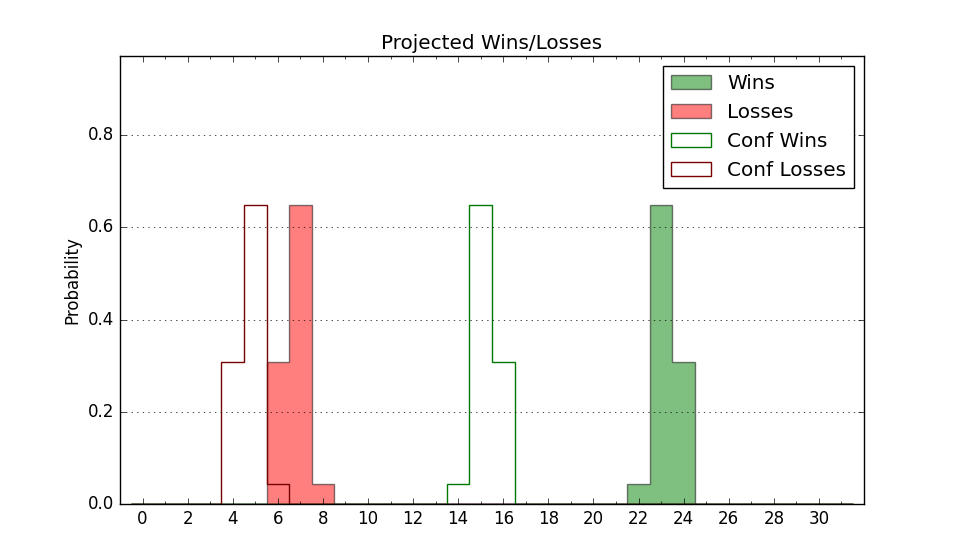 Projected Wins/Losses
Wins
Losses
Conf Wins
Conf Losses
Probability
0.8
0.6
0.4
0.2
0.0
0 2 4 6 8 10 12 14 16 18 20 22 24 26 28 30